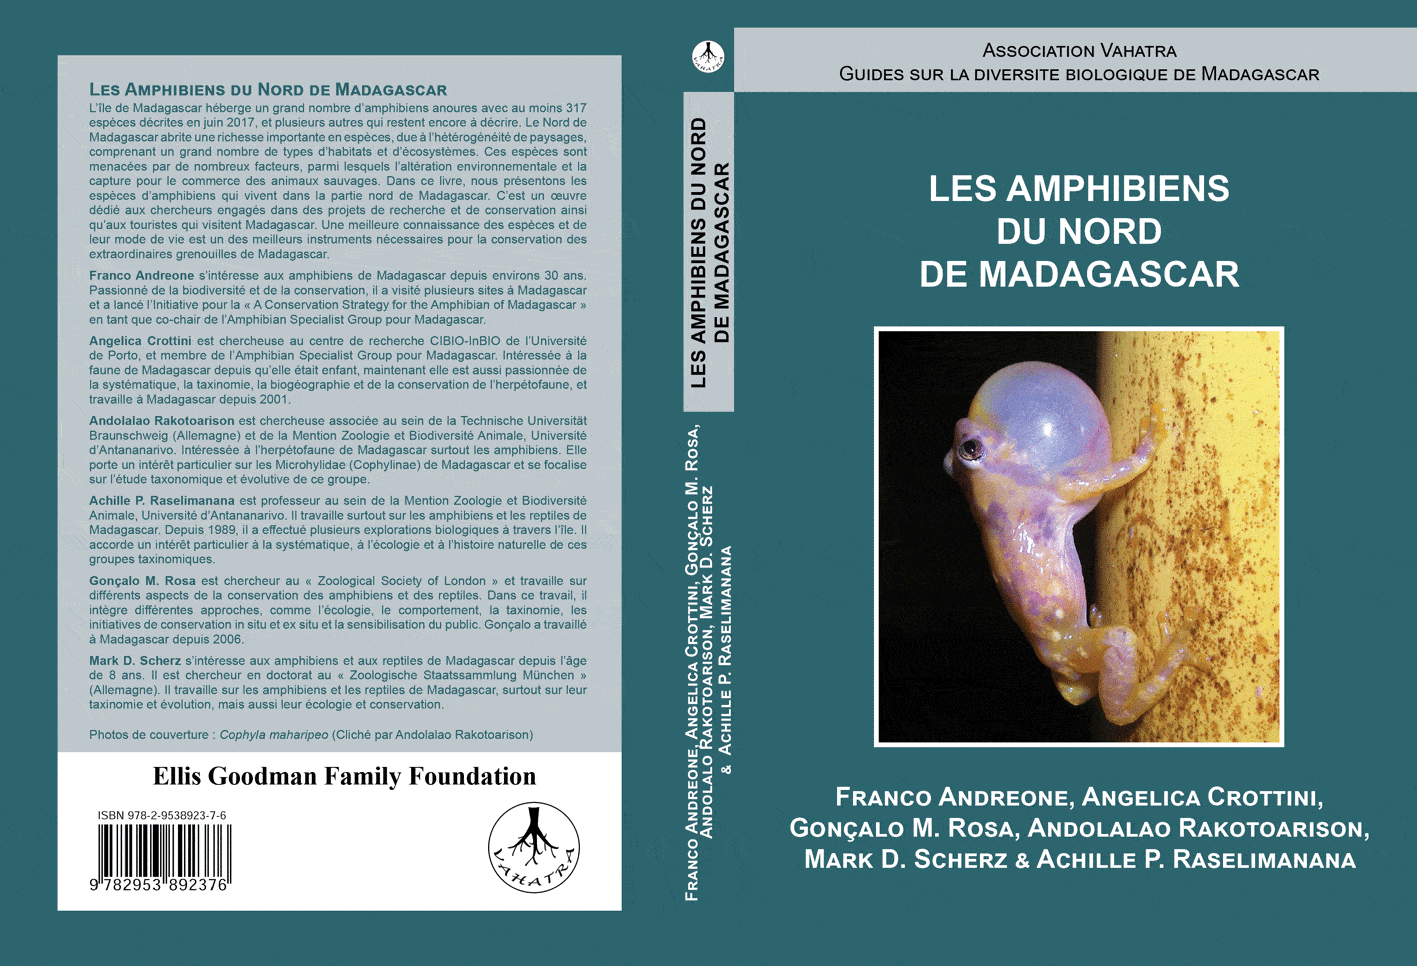 LES AMPHIBIENS DU NORD DE MADAGASCAR
L'île de Madagascar héberge un grand nombre d'amphibiens anoures avec au moins 317
espèces décrites en juin 2017, et plusieurs autres qui restent encore à décrire. Le Nord de
Madagascar abrite une richesse importante en espèces, due à l'hétérogénéité de paysages,
comprenant un grand nombre de types d'habitats et d'écosystèmes. Ces espèces sont
menacées par de nombreux facteurs, parmi lesquels l'altération environnementale et la
capture pour le commerce des animaux sauvages. Dans ce livre, nous présentons les
espèces d'amphibiens qui vivent dans la partie nord de Madagascar. C'est un œuvre
dédié aux chercheurs engagés dans des projets de recherche et de conservation ainsi
qu'aux touristes qui visitent Madagascar. Une meilleure connaissance des espèces et de
leur mode de vie est un des meilleurs instruments nécessaires pour la conservation des
extraordinaires grenouilles de Madagascar.
Franco Andreone s'intéresse aux amphibiens de Madagascar depuis environs 30 ans.
Passionné de la biodiversité et de la conservation, il a visité plusieurs sites à Madagascar
et a lancé l'Initiative pour la « A Conservation Strategy for the Amphibian of Madagascar »
en tant que co-chair de l'Amphibian Specialist Group pour Madagascar.
Angelica Crottini est chercheuse au centre de recherche CIBIO-InBIO de l'Université
de Porto, et membre de l'Amphibian Specialist Group pour Madagascar. Intéressée à la
faune de Madagascar depuis qu'elle était enfant, maintenant elle est aussi passionnée de
la systématique, la taxinomie, la biogéographie et de la conservation de l'herpétofaune, et
travaille à Madagascar depuis 2001.
Andolalao Rakotoarison est chercheuse associée au sein de la Technische Universität
Braunschweig (Allemagne) et de la Mention Zoologie et Biodiversité Animale, Université
d'Antananarivo. Intéressée à l'herpétofaune de Madagascar surtout les amphibiens. Elle
porte un intérêt particulier sur les Microhylidae (Cophylinae) de Madagascar et se focalise
sur l'étude taxonomique et évolutive de ce groupe.
Achille P. Raselimanana est professeur au sein de la Mention Zoologie et Biodiversité
Animale, Université d'Antananarivo. Il travaille surtout sur les amphibiens et les reptiles de
Madagascar. Depuis 1989, il a effectué plusieurs explorations biologiques à travers l'île. Il
accorde un intérêt particulier à la systématique, à l'écologie et à l'histoire naturelle de ces
groupes taxinomiques.
Gonçalo M. Rosa est chercheur au « Zoological Society of London » et travaille sur
différents aspects de la conservation des amphibiens et des reptiles. Dans ce travail, il
intègre différentes approches, comme l'écologie, le comportement, la taxinomie, les
initiatives de conservation in situ et ex situ et la sensibilisation du public. Gonçalo a travaillé
à Madagascar depuis 2006.
Mark D. Scherz s'intéresse aux amphibiens et aux reptiles de Madagascar depuis l'âge
de 8 ans. Il est chercheur en doctorat au « Zoologische Staatssammlung München »
(Allemagne). Il travaille sur les amphibiens et les reptiles de Madagascar, surtout sur leur
taxinomie et évolution, mais aussi leur écologie et conservation.
Photos de couverture : Cophyla maharipeo (Cliché par Andolalao Rakotoarison)
Ellis Goodman Family Foundation
ISBN 978-2-9538923-7-6
9 782953 892376
VAHATRA
VAHATRA
LES AMPHIBIENS DU NORD
DE MADAGASCAR
FRANCO ANDREONE, ANGELICA CROTTINI, GONÇALO M. ROSA,
ANDOLALO RAKOTOARISON, MARK D. SCHERZ
& ACHILLE P. RASELIMANANA
ASSOCIATION VAHATRA
GUIDES SUR LA DIVERSITE BIOLOGIQUE DE MADAGASCAR
LES AMPHIBIENS
DU NORD
DE MADAGASCAR
FRANCO ANDREONE, ANGELICA CROTTINI,
GONÇALO M. ROSA, ANDOLALAO RAKOTOARISON,
MARK D. SCHERZ & ACHILLE P. RASELIMANANA